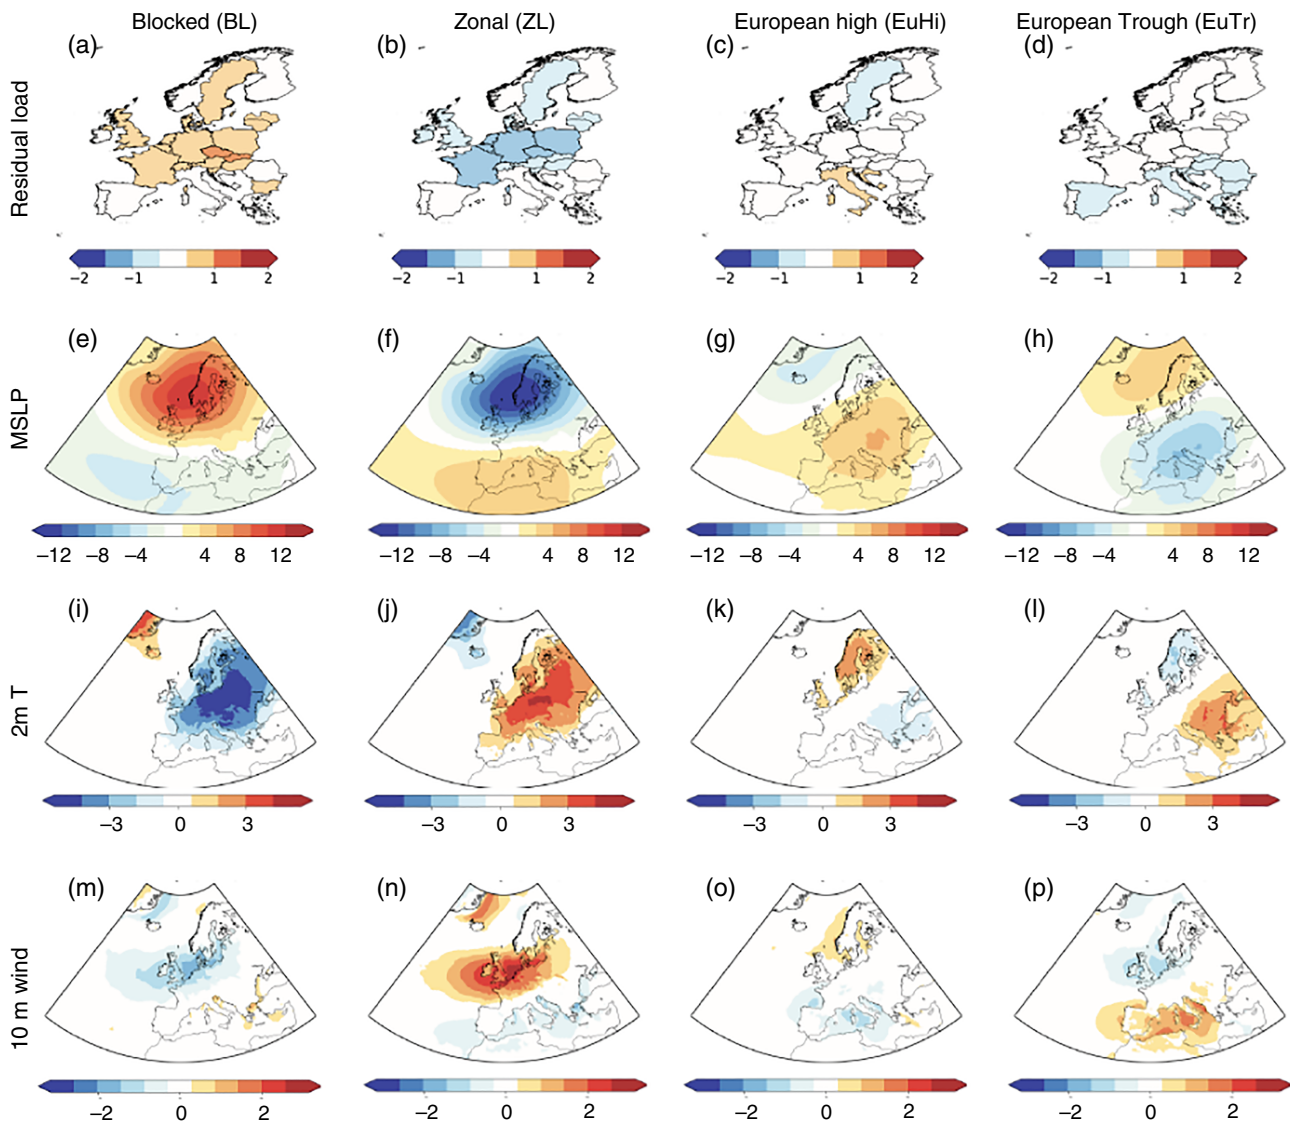 Blocked (BL) Zonal (ZL) European high (EuHi) European Trough (EuTr)
(a) (b) (c) (d)
Residual load
−2 −1 1 2 −2 −1 1 2 −2 −1 1 2 −2 −1 1 2
(e) (f) (g) (h)
MSLP
−12 −8 −4 4 8 12 −12 −8 −4 4 8 12 −12 −8 −4 4 8 12 −12 −8 −4 4 8 12
(i) (j) (k) (l)
2m T
−3 0 3 −3 0 3 −3 0 3 −3 0 3
(m) (n) (o) (p)
10 m wind
−2 0 2 −2 0 2 −2 0 2 −2 0 2